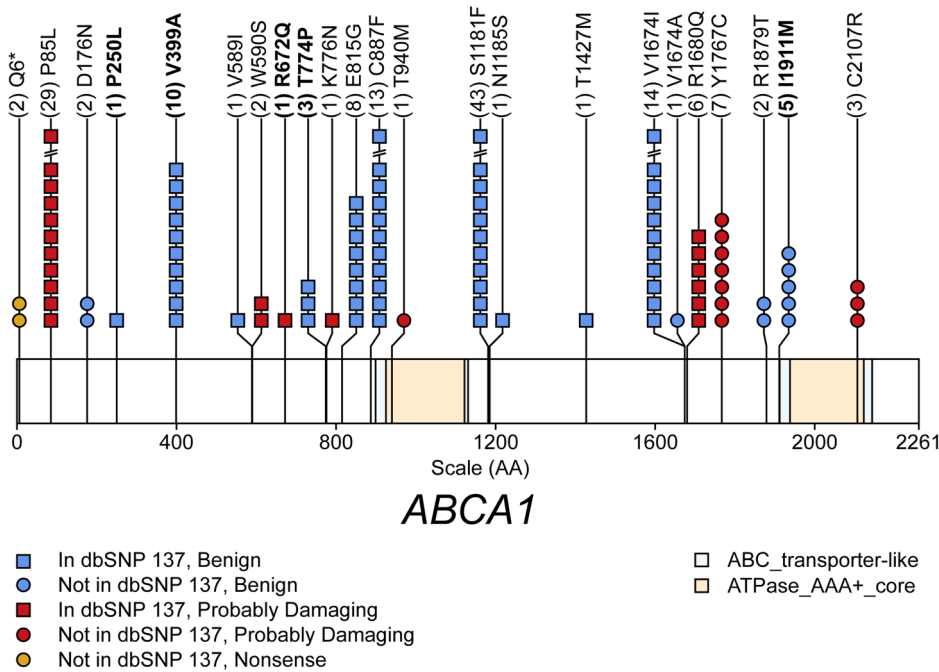 (2) Q6*
(29) P85L
(2) D176N
(1) P250L
(10) V399A
(1) V589I
(2) W590S
(1) R672Q
(3) T774P
(1) K776N
(8) E815G
(13) C887F
(1) T940M
(43) S1181F
(1) N1185S
(1) T1427M
(14) V1674I
(1) V1674A
(6) R1680Q
(7) Y1767C
(2) R1879T
(5) I1911M
(3) C2107R
0 400 800 1200 1600 2000 2261
Scale (AA)
ABCA1
In dbSNP 137, Benign
Not in dbSNP 137, Benign
In dbSNP 137, Probably Damaging
Not in dbSNP 137, Probably Damaging
Not in dbSNP 137, Nonsense
ABC_transporter-like
ATPase_AAA+_core